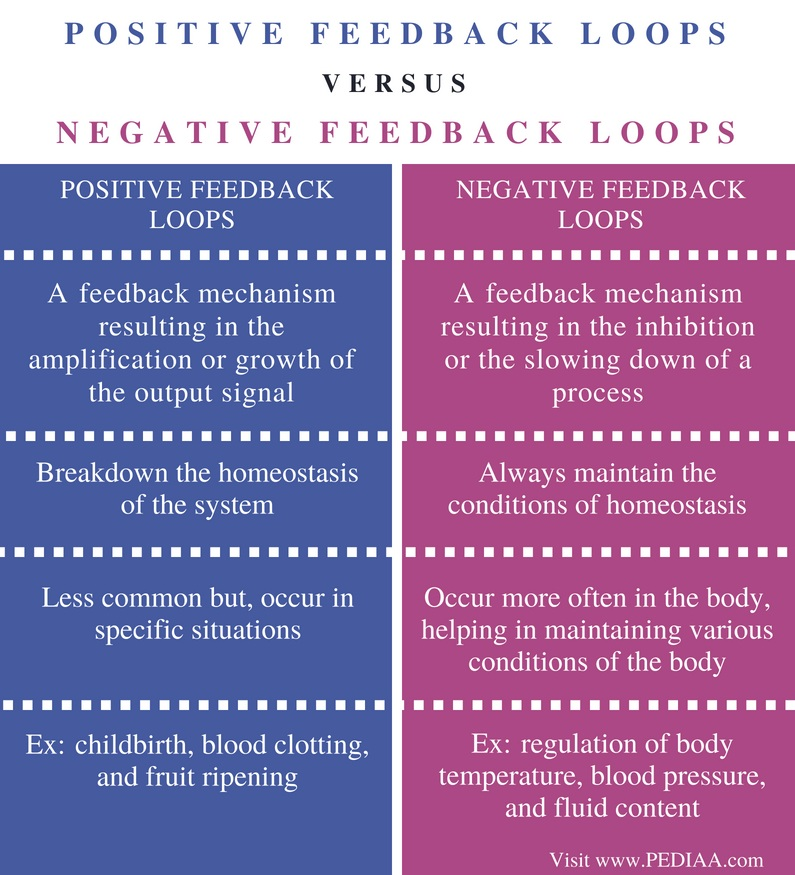 POSITIVE FEEDBACK LOOPS
VERSUS
NEGATIVE FEEDBACK LOOPS
POSITIVE FEEDBACK
LOOPS
A feedback mechanism
resulting in the
amplification or growth of
the output signal
Breakdown the homeostasis
of the system
Less common but, occur in
specific situations
Ex: childbirth, blood clotting,
and fruit ripening
NEGATIVE FEEDBACK
LOOPS
A feedback mechanism
resulting in the inhibition
or the slowing down of a
process
Always maintain the
conditions of homeostasis
Occur more often in the body,
helping in maintaining various
conditions of the body
Ex: regulation of body
temperature, blood pressure,
and fluid content
Visit www.PEDIAA.com